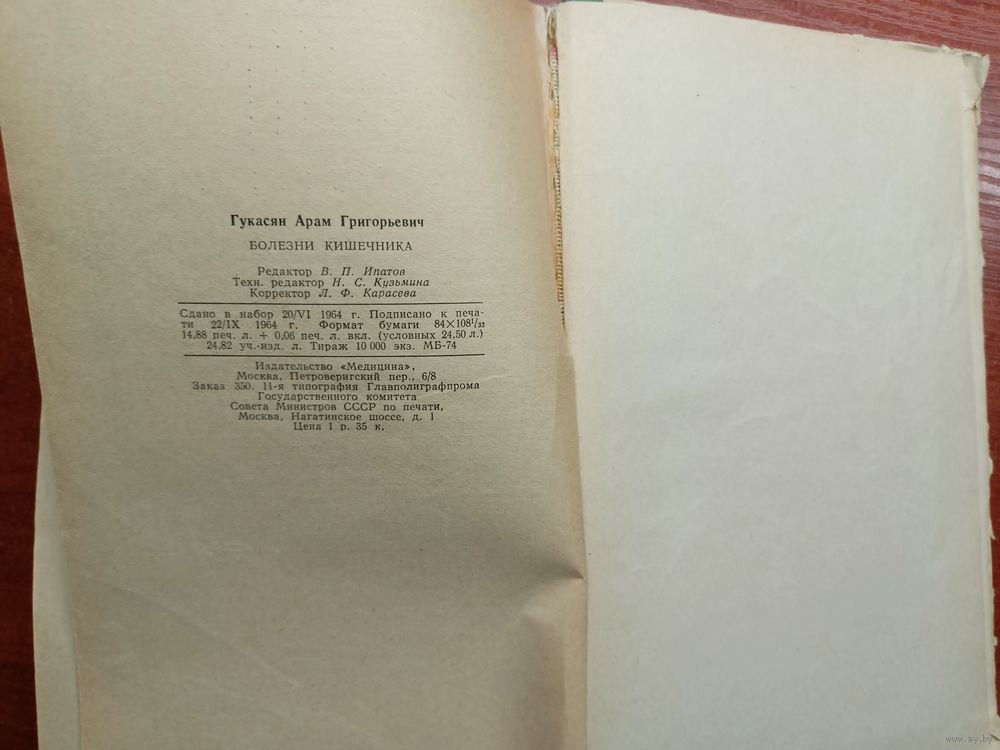 Гукасян Арам Григорьевич
БОЛЕЗНИ КИШЕЧНИКА
Редактор В. П. Ипатов
Техн. редактор Н. С. Кузьмина
Корректор Л. Ф. Карасева
Сдано в набор 20/VI 1964 г. Подписано к печа-
ти 22/IX 1964 г. Формат бумаги 84×108¹/₃₂
14,88 печ. л. + 0,06 печ. л. вкл. (условных 24,50 л.)
24,82 уч.-изд. л. Тираж 10 000 экз. МБ-74
Издательство «Медицина»,
Москва, Петроверигский пер., 6/8
Заказ 350. 11-я типография Главполиграфпрома
Государственного комитета
Совета Министров СССР по печати,
Москва, Нагатинское шоссе, д. 1
Цена 1 р. 35 к.
www.ay.by